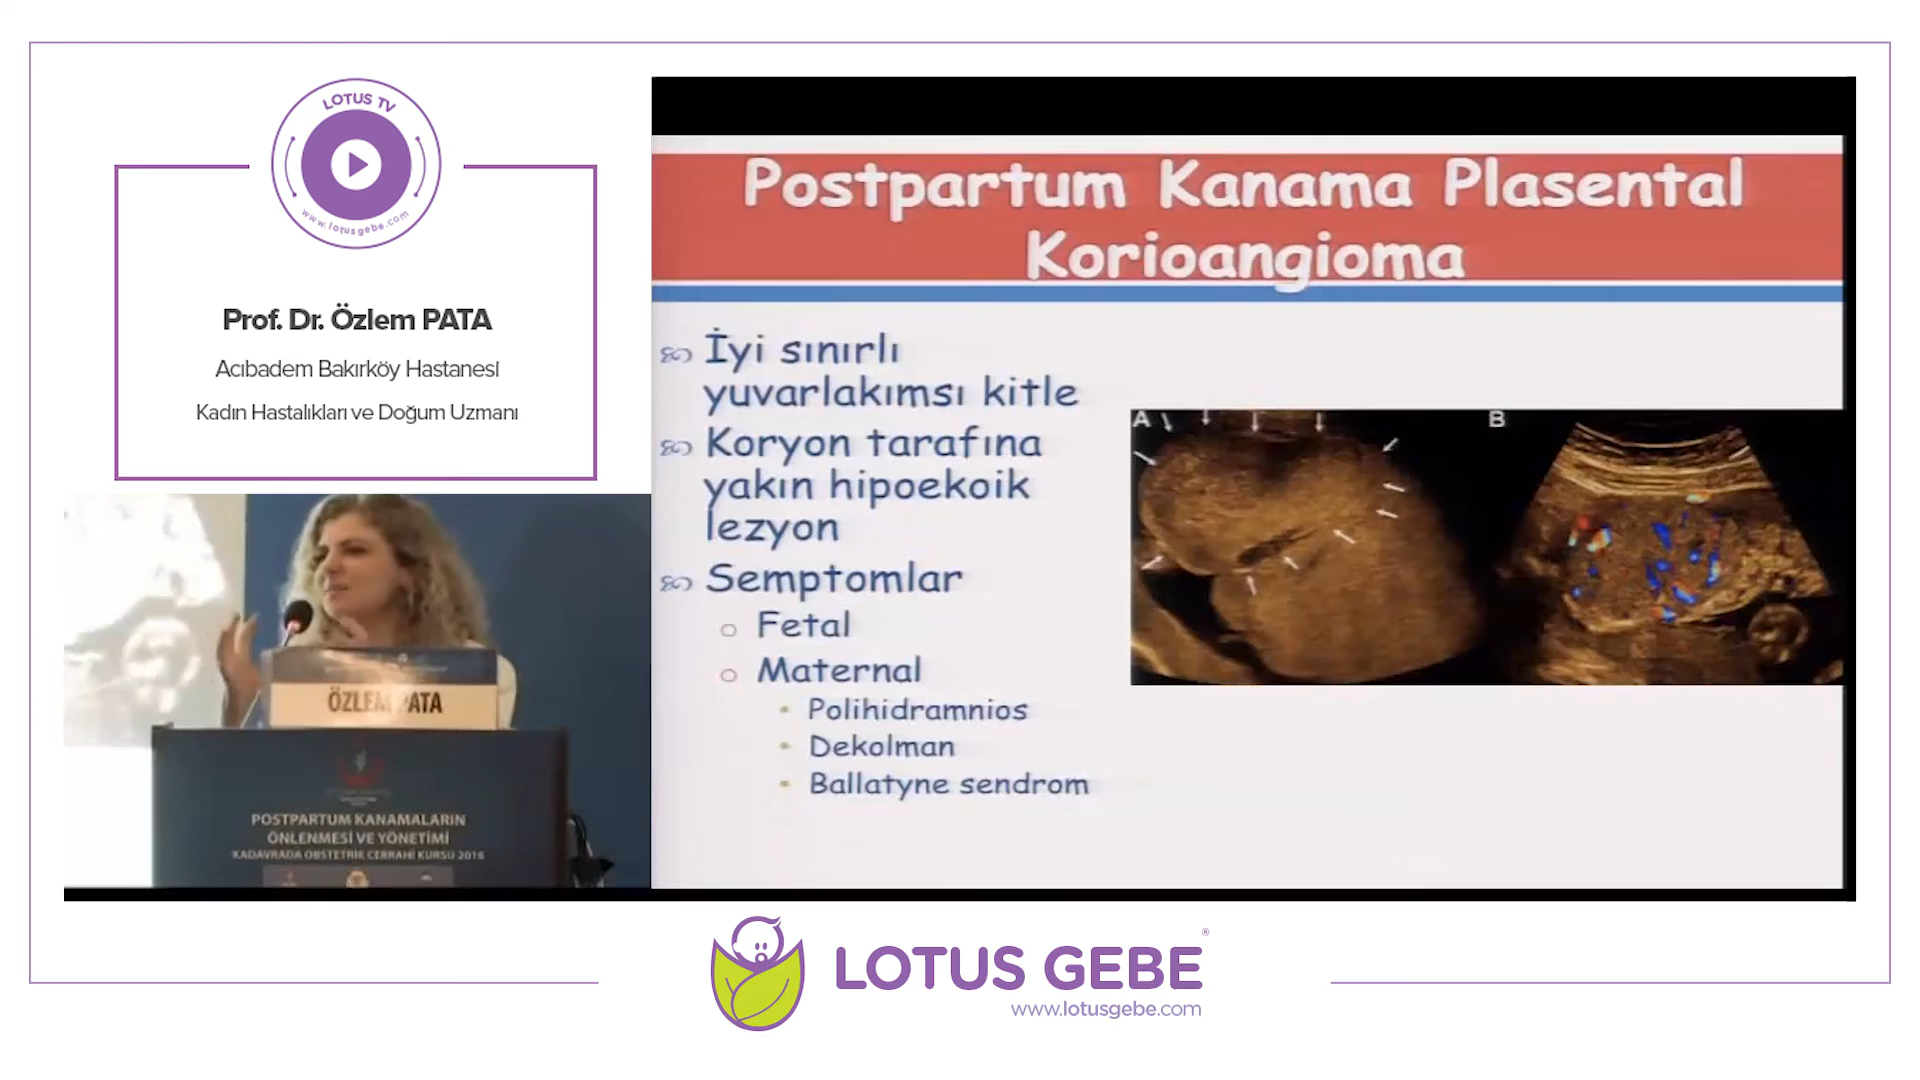 LOTUS TV
www.lotusgebe.com
Prof. Dr. Özlem PATA
Acıbadem Bakırköy Hastanesi
Kadın Hastalıkları ve Doğum Uzmanı
ÖZLEM PATA
POSTPARTUM KANAMALARIN
ÖNLENMESİ VE YÖNETİMİ
KADAVRADA OBSTETRİK CERRAHİ KURSU 2016
Postpartum Kanama Plasental
Korioangioma
İyi sınırlı
yuvarlakımsı kitle
Koryon tarafına
yakın hipoekoik
lezyon
Semptomlar
Fetal
Maternal
Polihidramnios
Dekolman
Ballatyne sendrom
A
B
LOTUS GEBE
®
www.lotusgebe.com